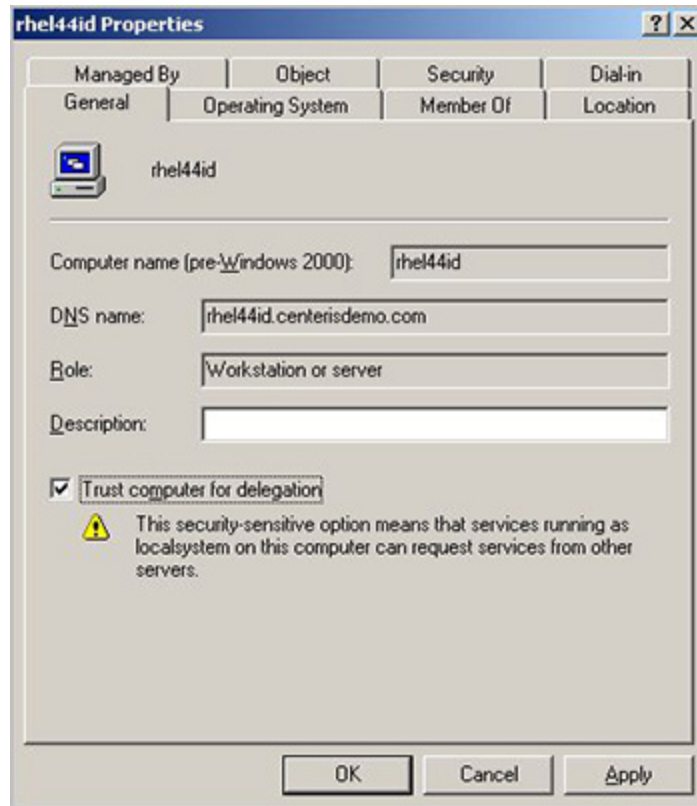 rhel44id Properties
Managed By Object Security Dial-in
General Operating System Member Of Location
rhel44id
Computer name (pre-Windows 2000): rhel44id
DNS name: rhel44id.centerisdemo.com
Role: Workstation or server
Description:
Trust computer for delegation
This security-sensitive option means that services running as
localsystem on this computer can request services from other
servers.
OK Cancel Apply